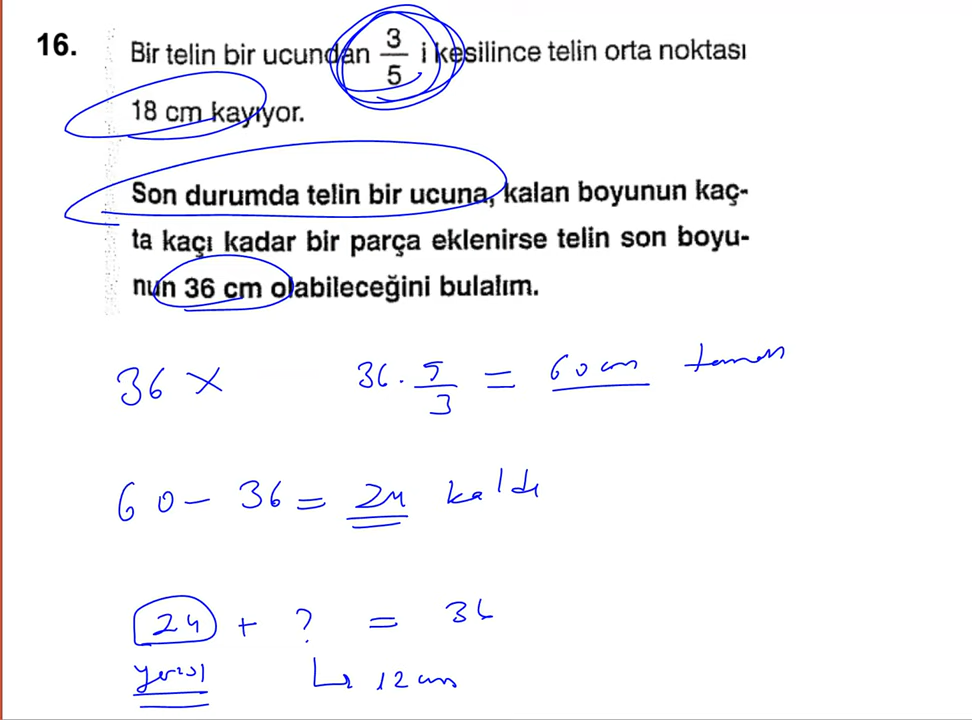 16. Bir telin bir ucundan 3/5 i kesilince telin orta noktası
18 cm kayıyor.
Son durumda telin bir ucuna, kalan boyunun kaç-
ta kaçı kadar bir parça eklenirse telin son boyu-
nun 36 cm olabileceğini bulalım.
36 X 36 . 5/3 = 60 cm tamamı
60 - 36 = 24 kaldı
24 + ? = 36
yarısı ↳ 12 cm